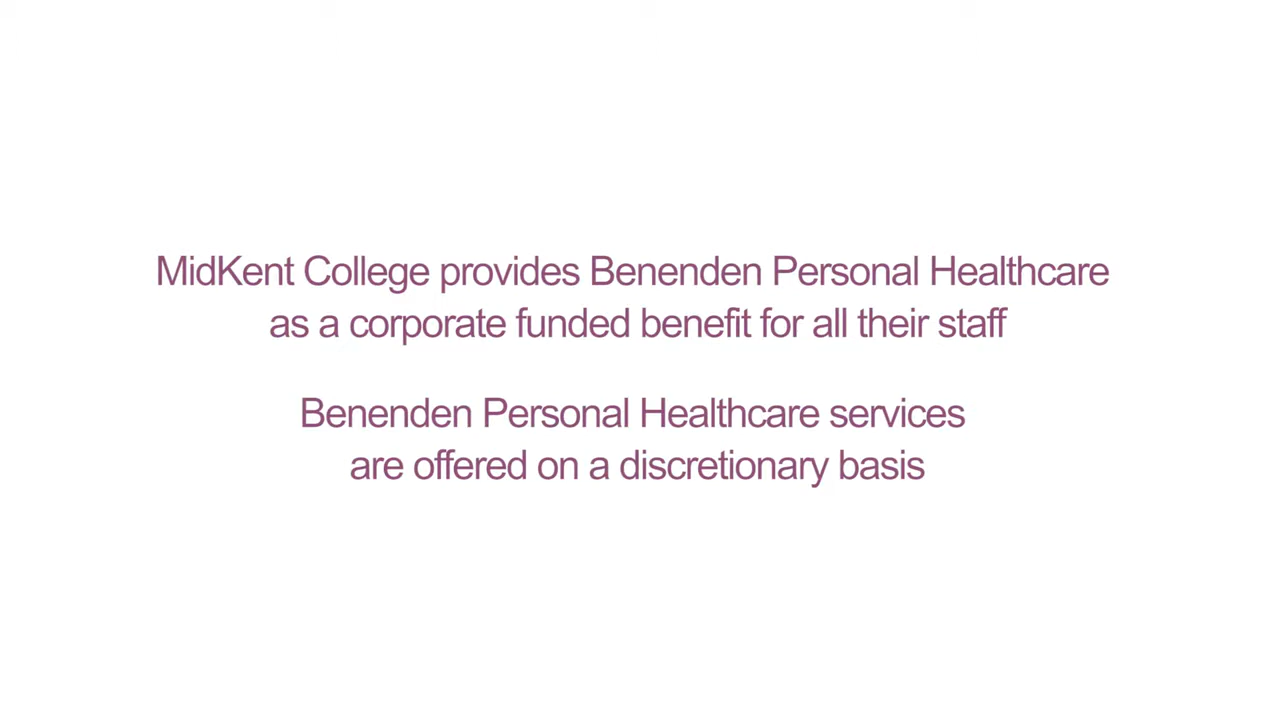 MidKent College provides Benenden Personal Healthcare
as a corporate funded benefit for all their staff
Benenden Personal Healthcare services
are offered on a discretionary basis